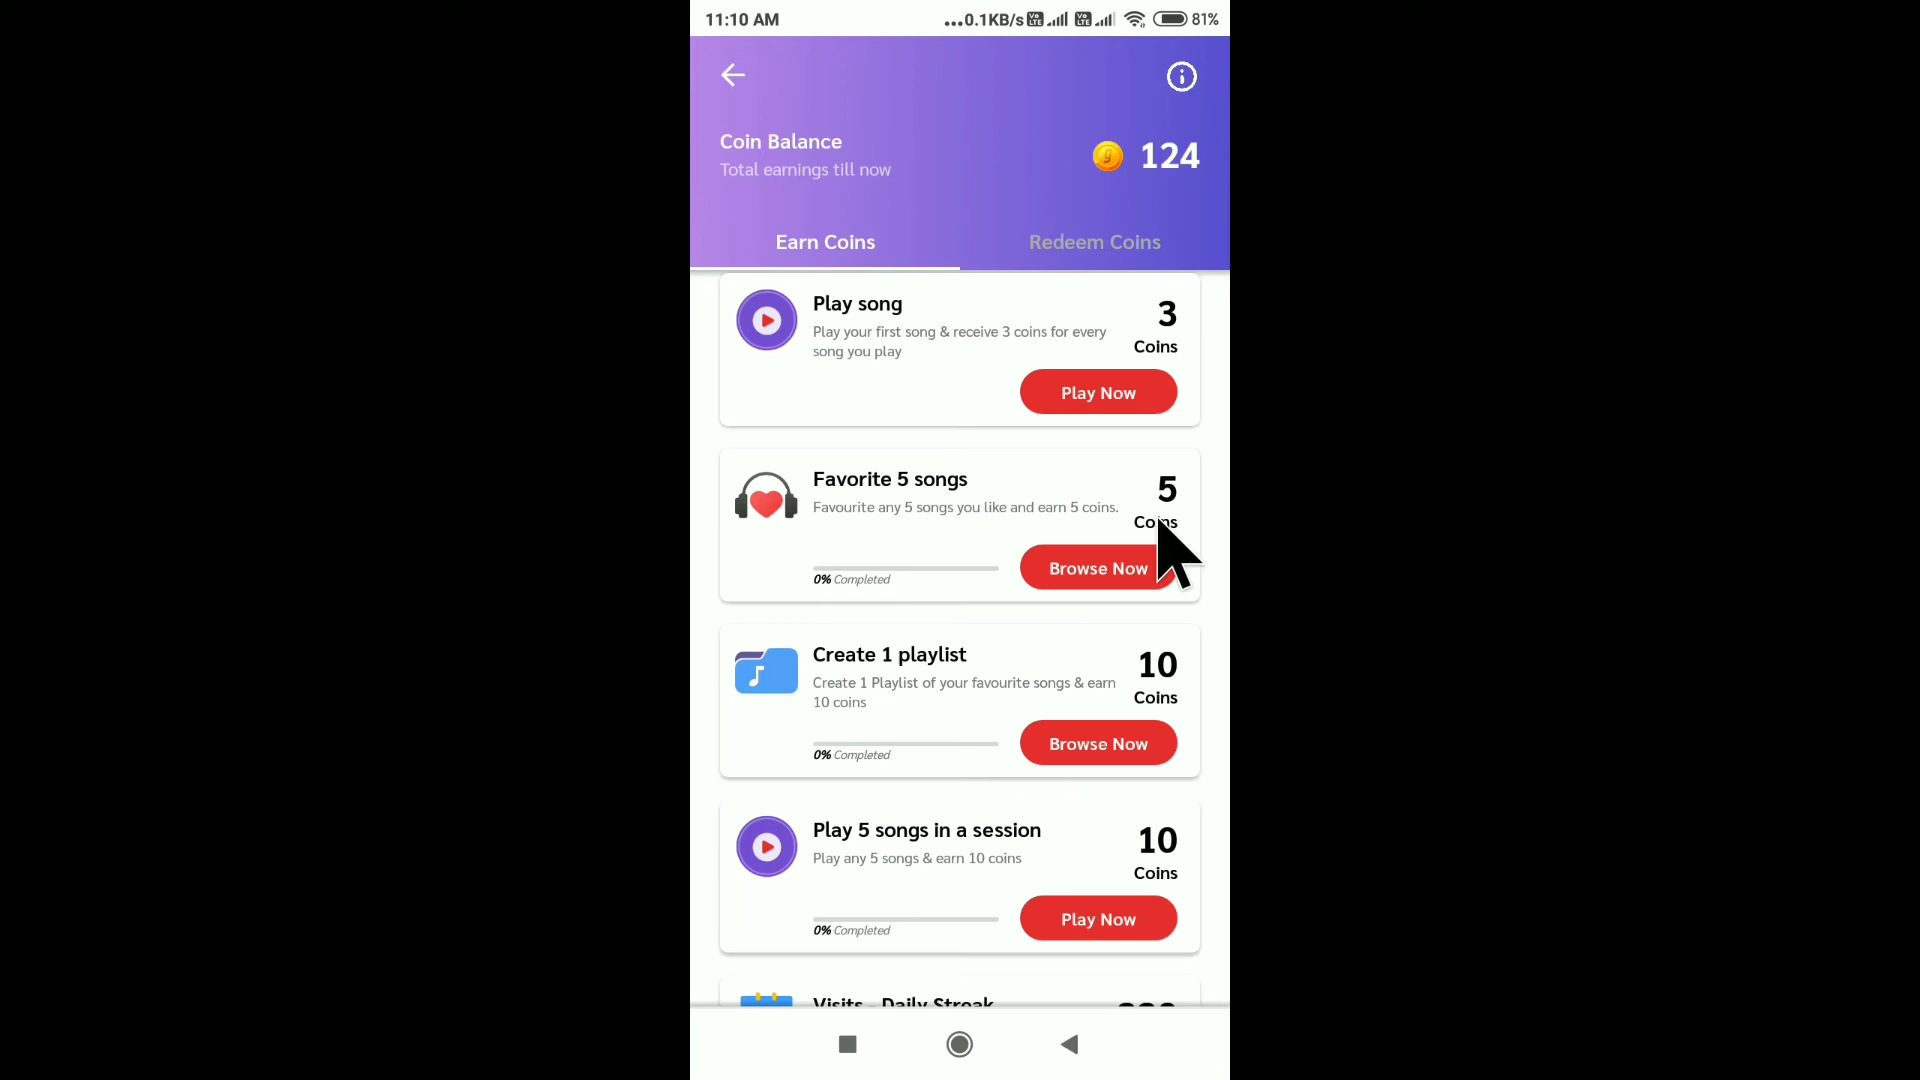 11:10 AM
...0.1KB/s
81%
Coin Balance
124
Total earnings till now
Earn Coins
Redeem Coins
Play song
3
Play your first song & receive 3 coins for every
song you play
Coins
Play Now
Favorite 5 songs
5
Favourite any 5 songs you like and earn 5 coins.
Coins
Browse Now
0% Completed
Create 1 playlist
10
Create 1 Playlist of your favourite songs & earn
10 coins
Coins
Browse Now
0% Completed
Play 5 songs in a session
10
Play any 5 songs & earn 10 coins
Coins
Play Now
0% Completed
Visits - Daily Streak